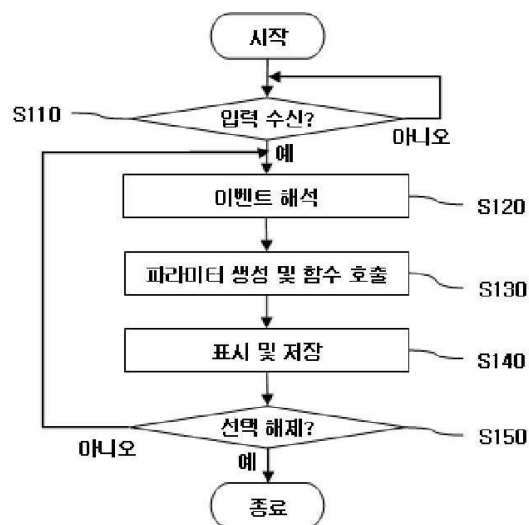 시작
S110
입력 수신?
아니오
예
이벤트 해석
S120
파라미터 생성 및 함수 호출
S130
표시 및 저장
S140
선택 해제?
S150
아니오
예
종료